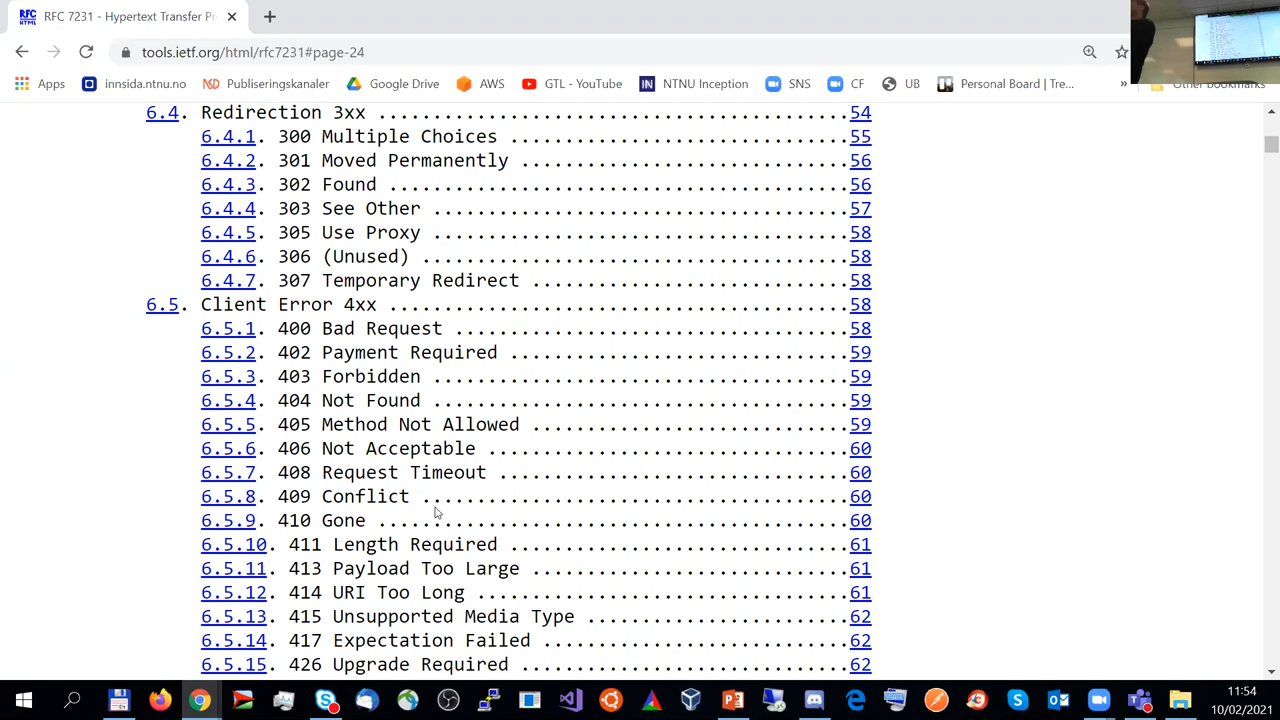 RFC 7231 - Hypertext Transfer Pr
tools.ietf.org/html/rfc7231#page-24
Apps innsida.ntnu.no Publiseringskanaler Google Drive AWS GTL - YouTube NTNU Inception SNS CF UB Personal Board | Tre... » Other bookmarks
6.4. Redirection 3xx ...........................................54
6.4.1. 300 Multiple Choices ...............................55
6.4.2. 301 Moved Permanently ..............................56
6.4.3. 302 Found ..........................................56
6.4.4. 303 See Other ......................................57
6.4.5. 305 Use Proxy ......................................58
6.4.6. 306 (Unused) .......................................58
6.4.7. 307 Temporary Redirect .............................58
6.5. Client Error 4xx ..........................................58
6.5.1. 400 Bad Request ....................................58
6.5.2. 402 Payment Required ...............................59
6.5.3. 403 Forbidden ......................................59
6.5.4. 404 Not Found ......................................59
6.5.5. 405 Method Not Allowed .............................59
6.5.6. 406 Not Acceptable .................................60
6.5.7. 408 Request Timeout ................................60
6.5.8. 409 Conflict .......................................60
6.5.9. 410 Gone ...........................................60
6.5.10. 411 Length Required ...............................61
6.5.11. 413 Payload Too Large .............................61
6.5.12. 414 URI Too Long ..................................61
6.5.13. 415 Unsupported Media Type ........................62
6.5.14. 417 Expectation Failed ............................62
6.5.15. 426 Upgrade Required ..............................62
11:54
10/02/2021